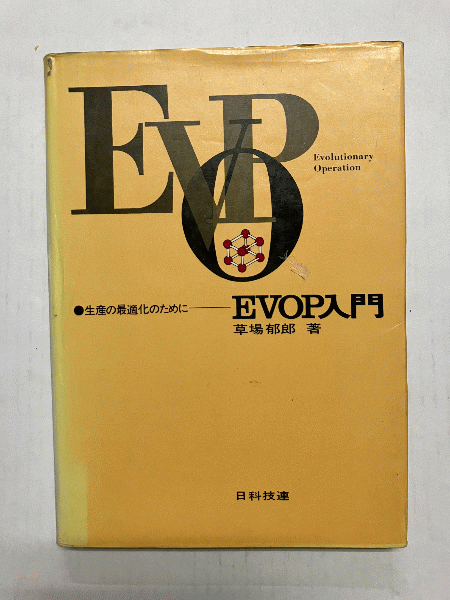 EVOP
Evolutionary
Operation
●生産の最適化のために――EVOP入門
草場郁郎 著
日科技連